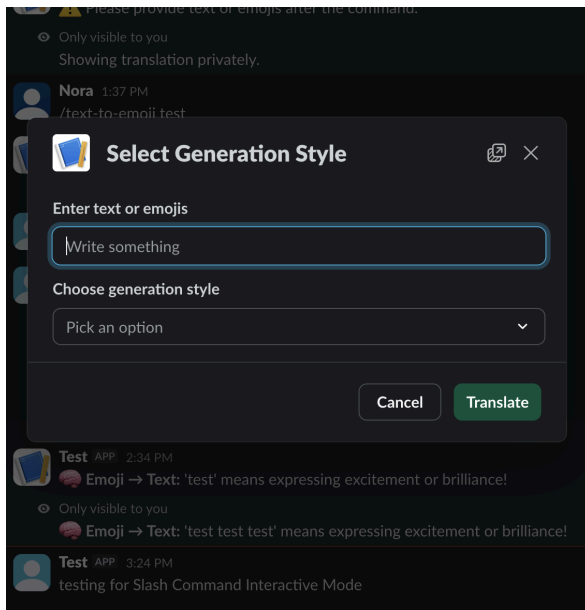 Please provide text or emojis after the command.
Only visible to you
Showing translation privately.
Nora 1:37 PM
/text-to-emoji test
Select Generation Style
Enter text or emojis
Write something
Choose generation style
Pick an option
Cancel Translate
Test APP 2:34 PM
Emoji → Text: 'test' means expressing excitement or brilliance!
Only visible to you
Emoji → Text: 'test test test' means expressing excitement or brilliance!
Test APP 3:24 PM
testing for Slash Command Interactive Mode